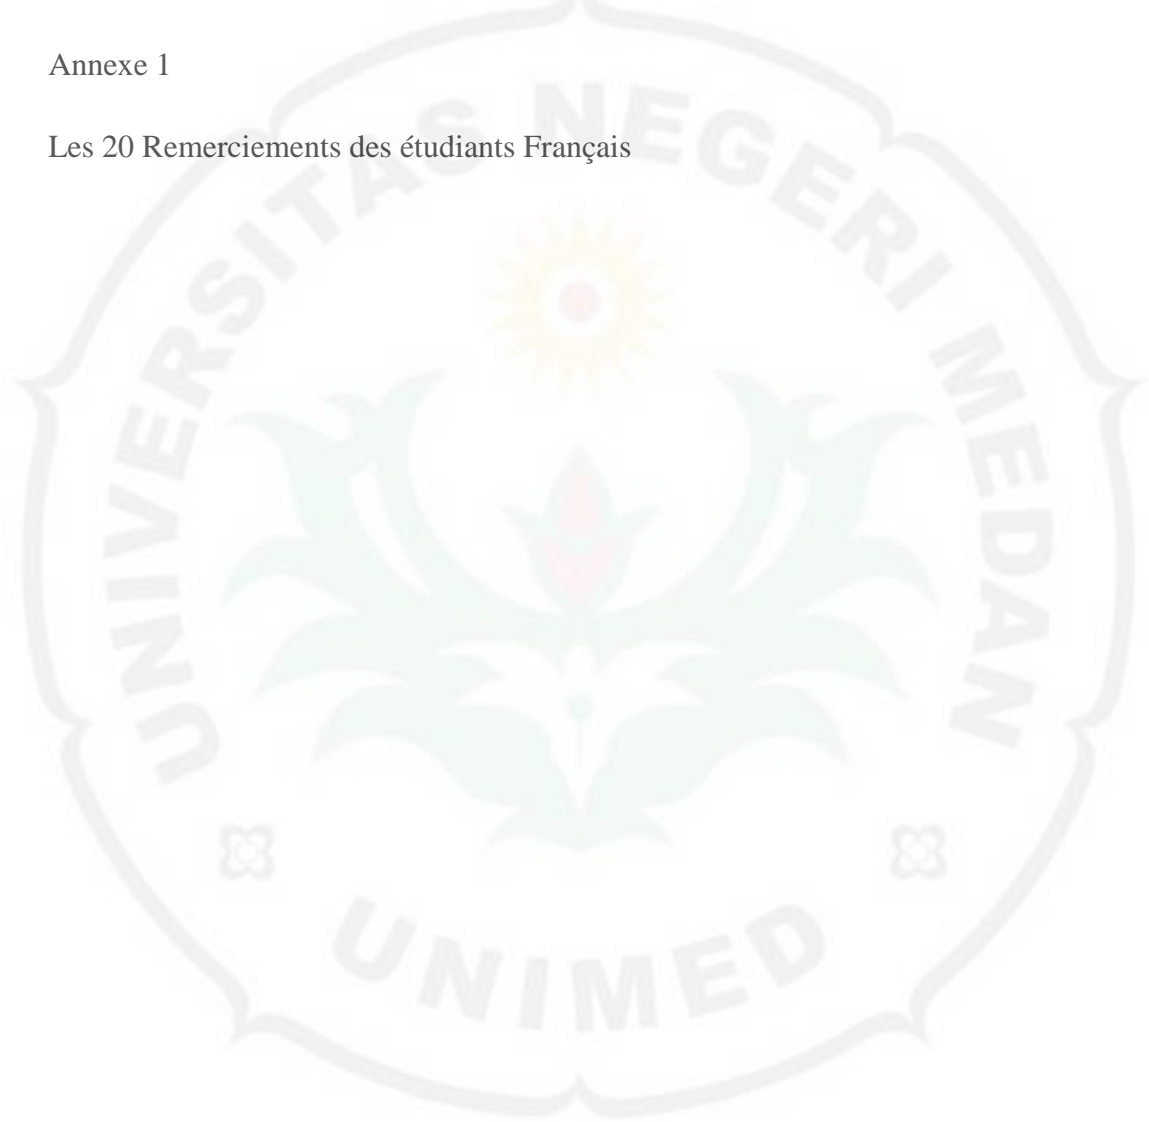 Annexe 1
Les 20 Remerciements des étudiants Français
UNIVERSITAS NEGERI MEDAN
UNIMED